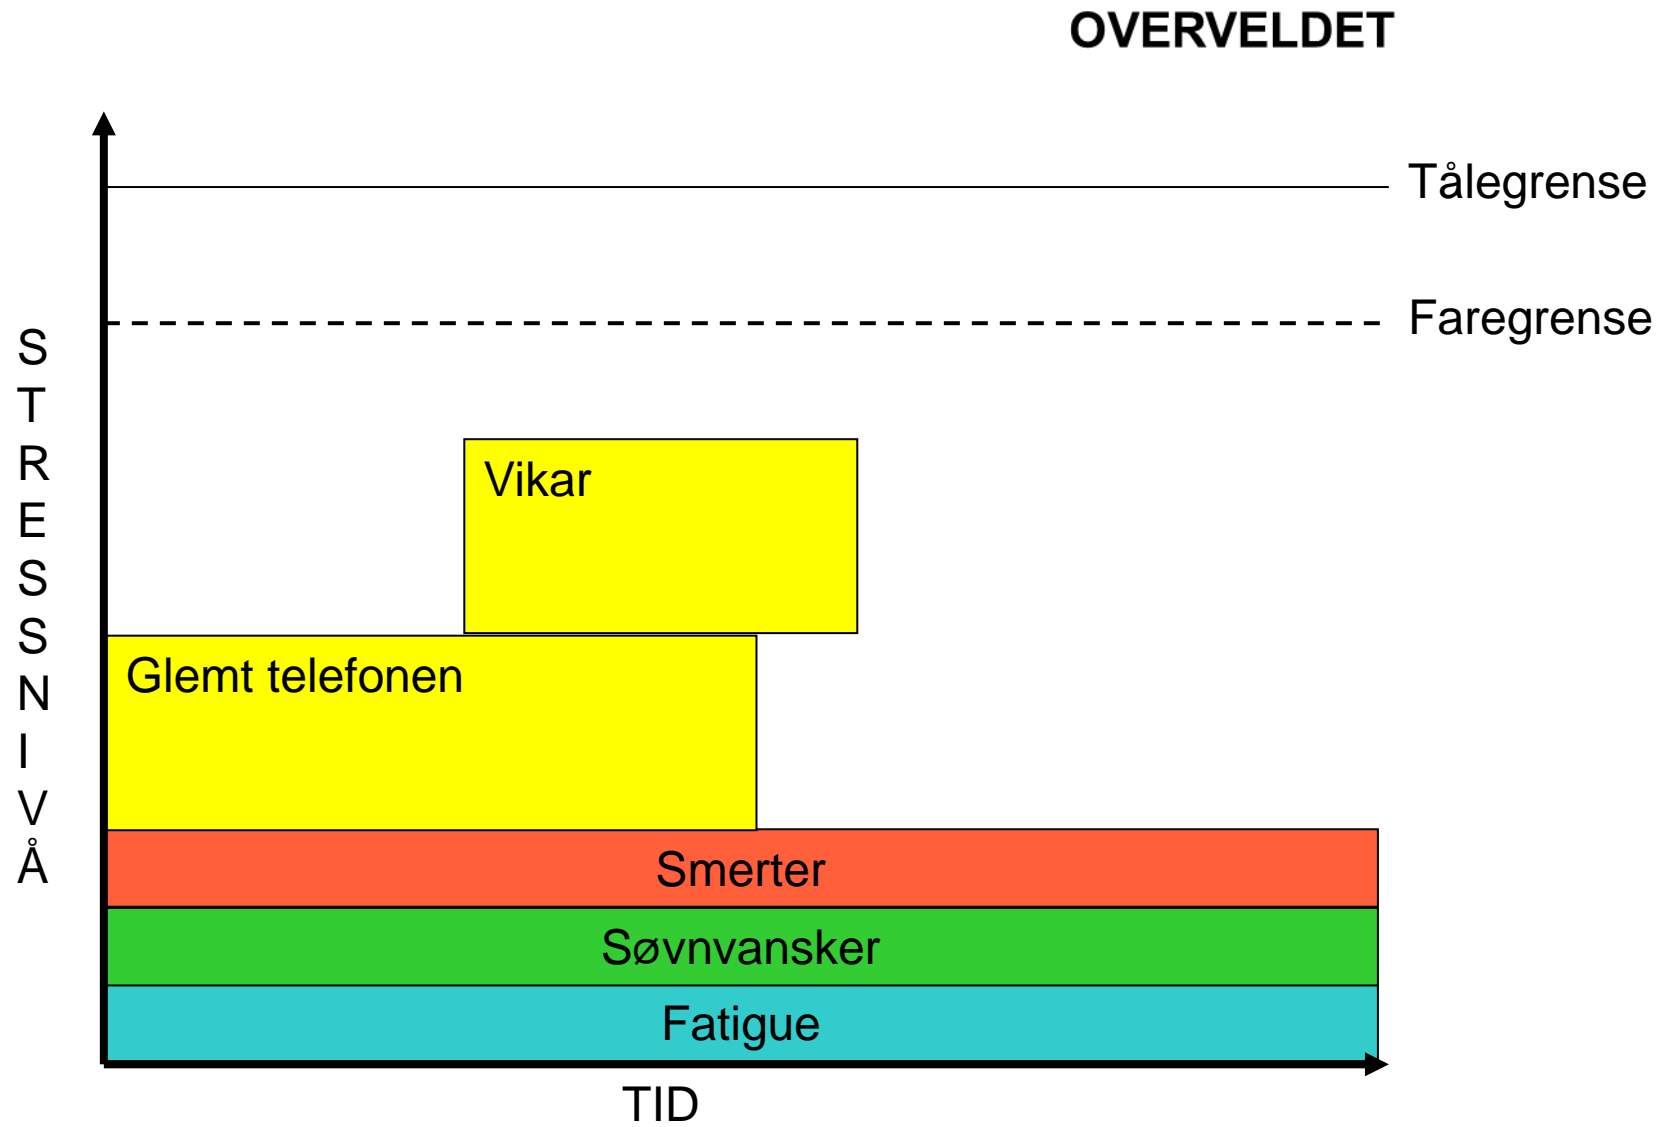 OVERVELDET
Tålegrense
Faregrense
S
T
R
E
S
S
N
I
V
Å
Vikar
Glemt telefonen
Smerter
Søvnvansker
Fatigue
TID